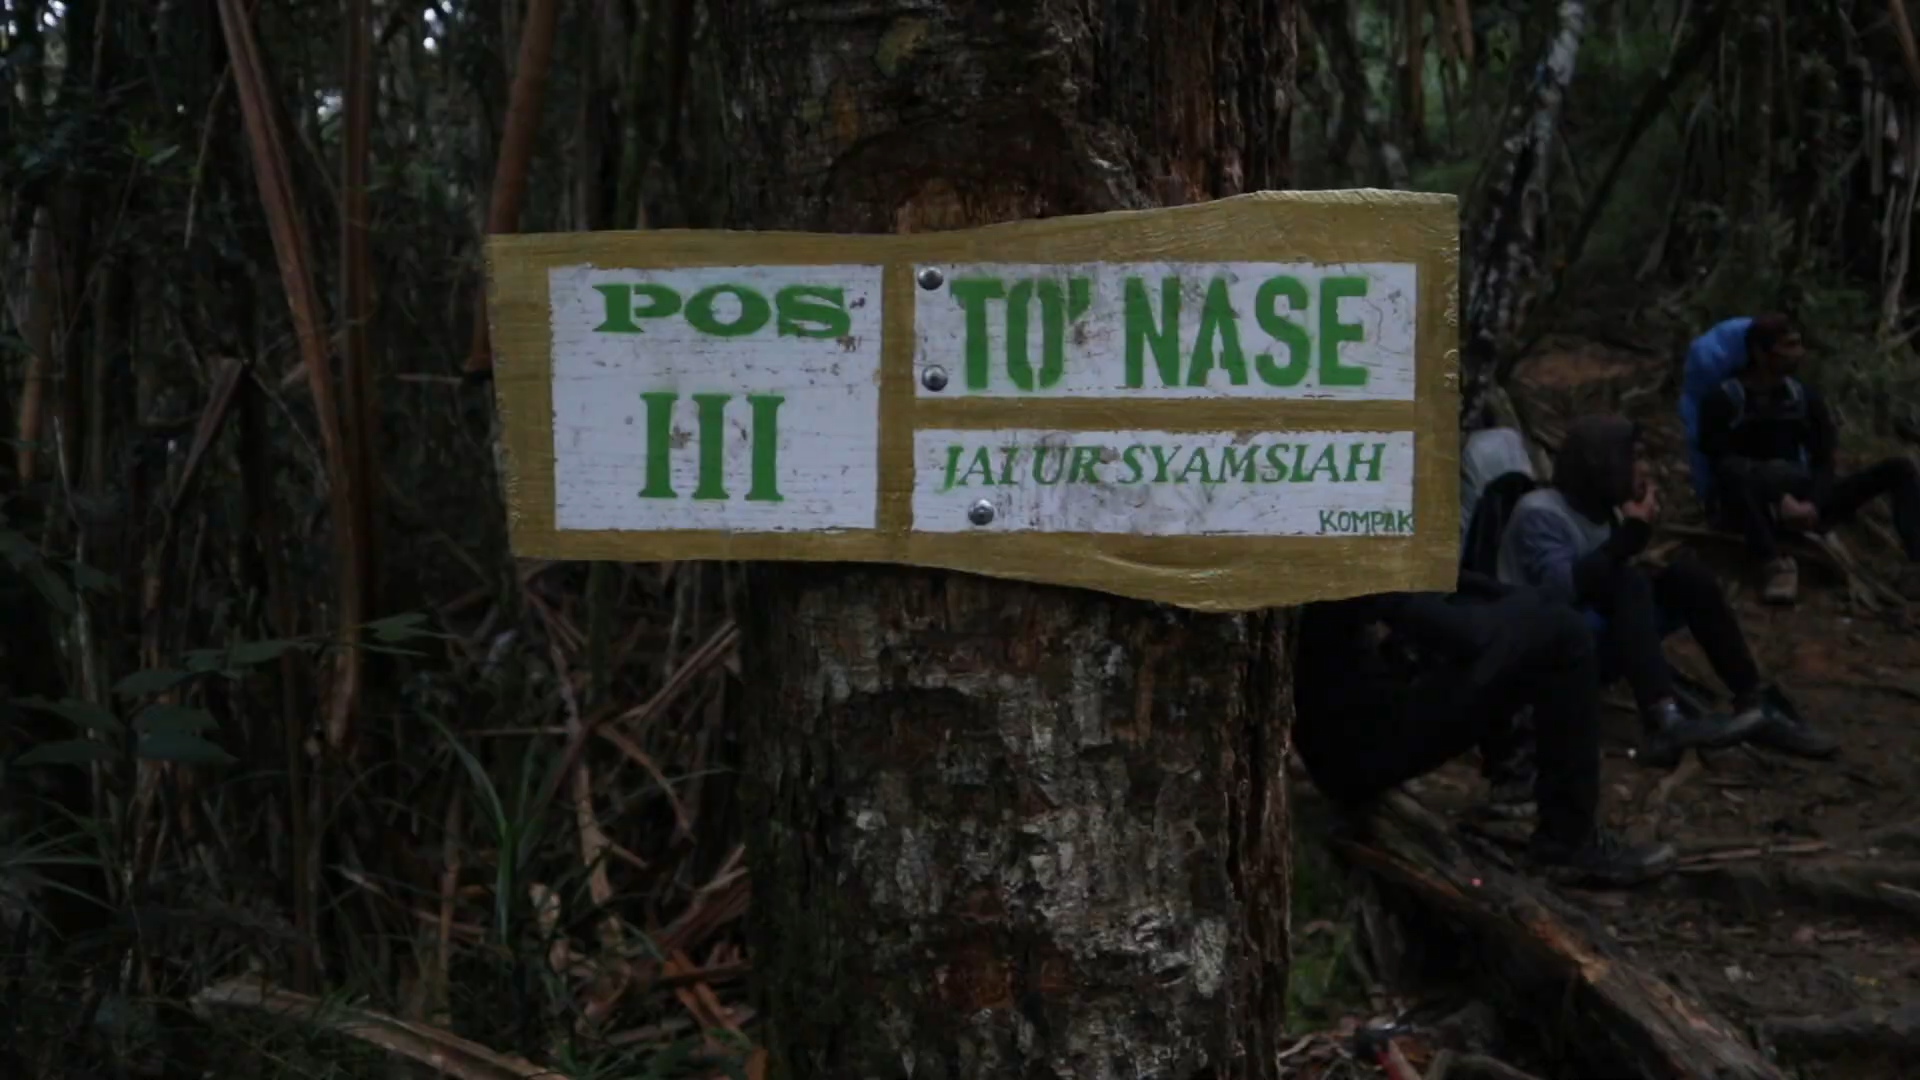 POS
III
TO' NASE
JALUR SYAMSIAH
KOMPAK